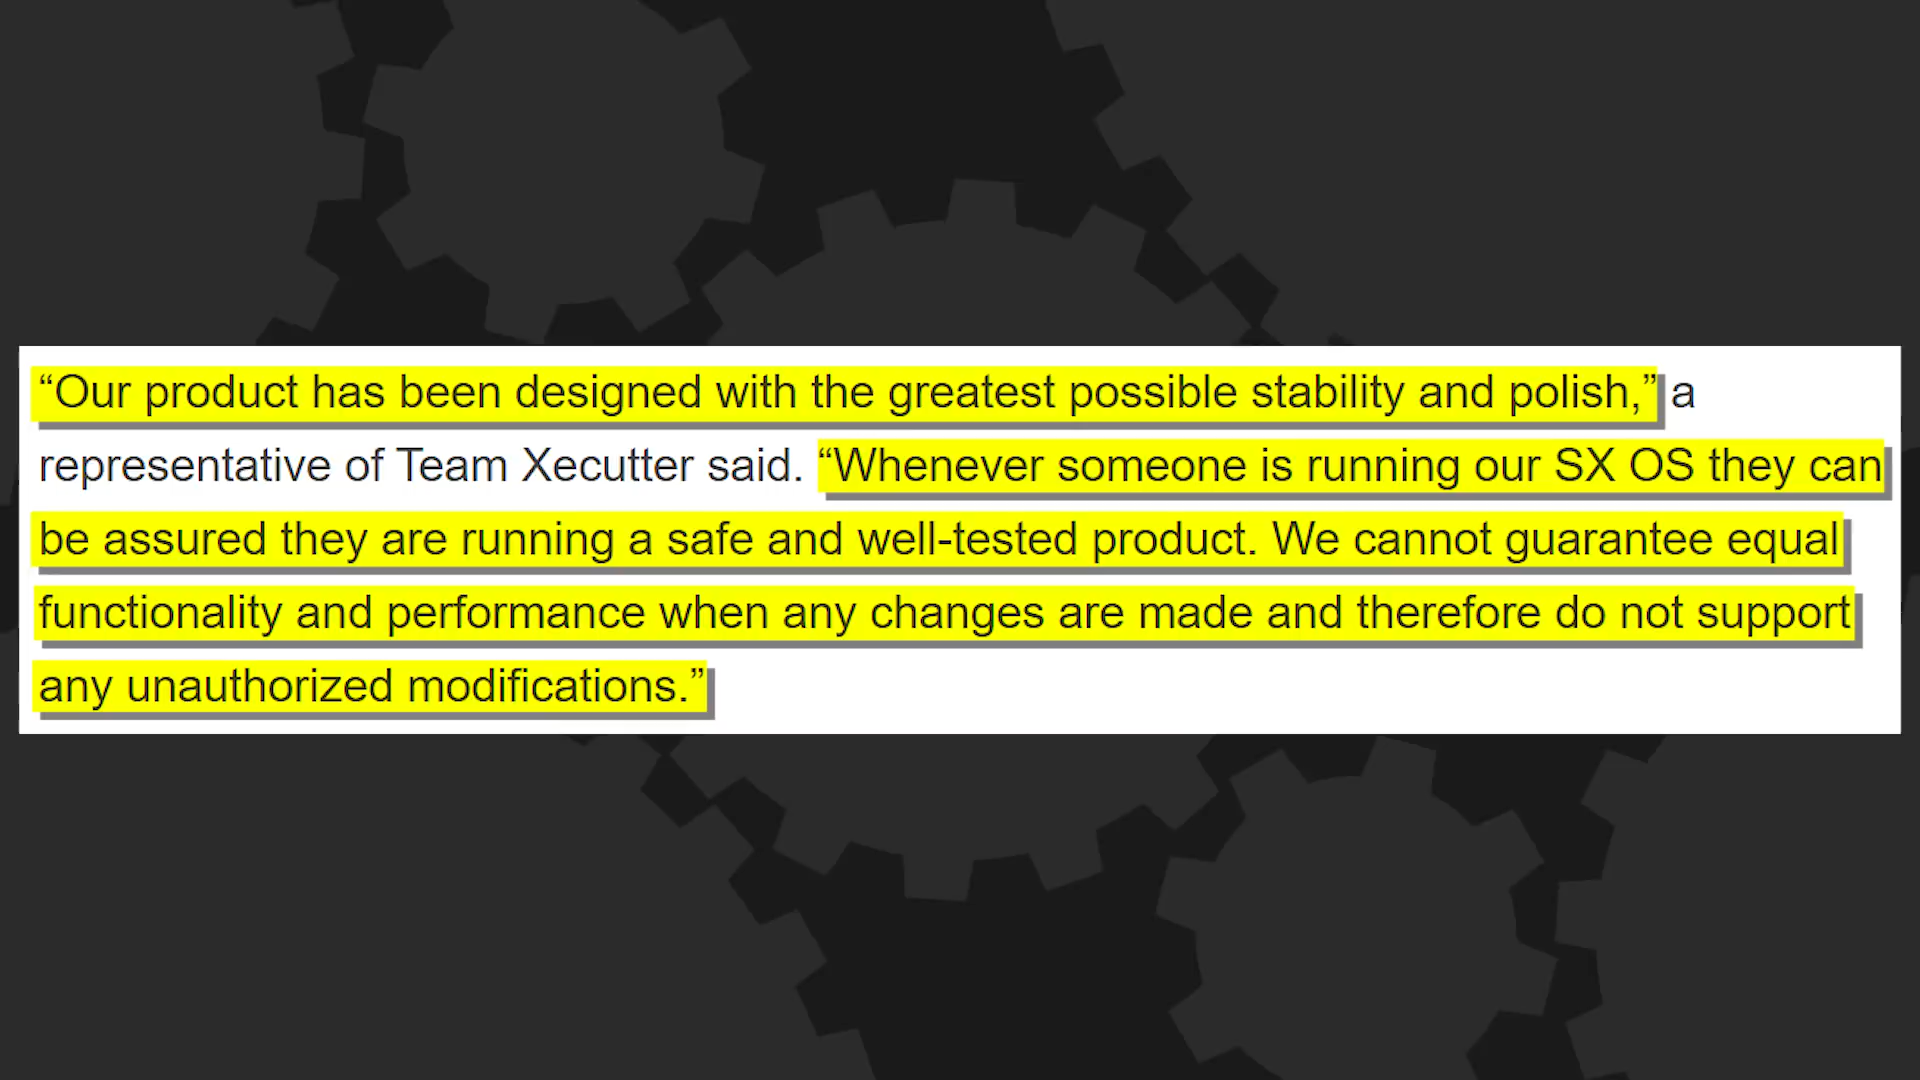 “Our product has been designed with the greatest possible stability and polish,” a
representative of Team Xecutter said. “Whenever someone is running our SX OS they can
be assured they are running a safe and well-tested product. We cannot guarantee equal
functionality and performance when any changes are made and therefore do not support
any unauthorized modifications.”